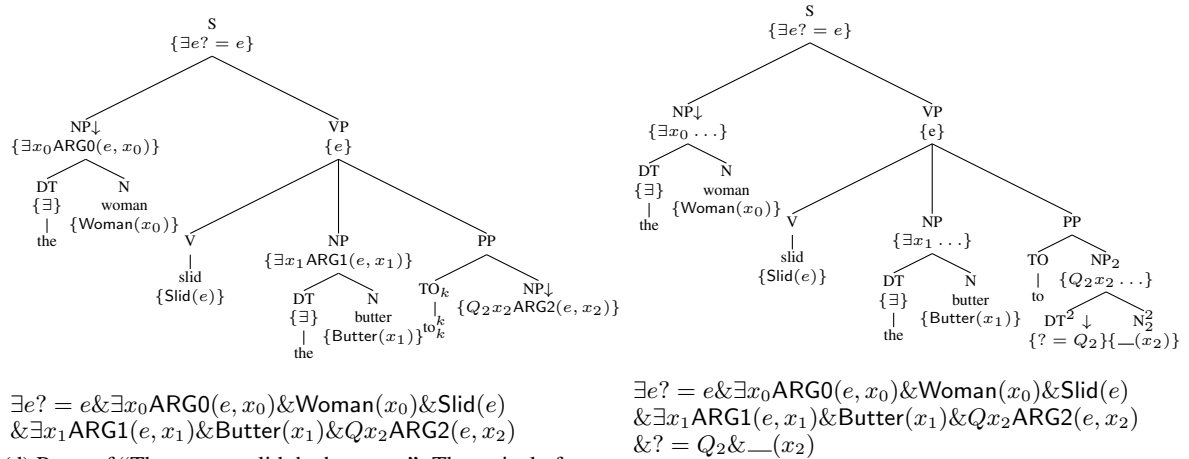 S
{∃e? = e}
NP↓
{∃x₀ARG0(e, x₀)}
VP
{e}
DT
{∃}
the
N
woman
{Woman(x₀)}
V
slid
{Slid(e)}
NP
{∃x₁ARG1(e, x₁)}
DT
{∃}
the
N
butter
{Butter(x₁)}
PP
TOₖ
toₖᵏ
NP↓
{Q₂x₂ARG2(e, x₂)}
∃e? = e&∃x₀ARG0(e, x₀)&Woman(x₀)&Slid(e)
&∃x₁ARG1(e, x₁)&Butter(x₁)&Qx₂ARG2(e, x₂)
S
{∃e? = e}
NP↓
{∃x₀ …}
VP
{e}
DT
{∃}
the
N
woman
{Woman(x₀)}
V
slid
{Slid(e)}
NP
{∃x₁ …}
DT
{∃}
the
N
butter
{Butter(x₁)}
PP
TO
to
NP₂
{Q₂x₂ …}
DT² ↓
{? = Q₂}
N₂²
{__(x₂)}
∃e? = e&∃x₀ARG0(e, x₀)&Woman(x₀)&Slid(e)
&∃x₁ARG1(e, x₁)&Butter(x₁)&Qx₂ARG2(e, x₂)
&? = Q₂&__(x₂)